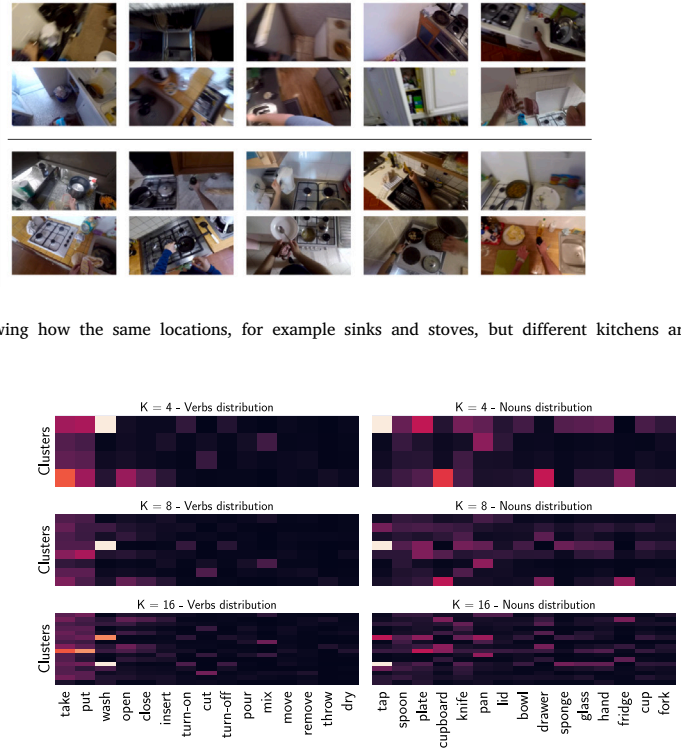 wing how the same locations, for example sinks and stoves, but different kitchens ar
K = 4 - Verbs distribution
K = 4 - Nouns distribution
Clusters
K = 8 - Verbs distribution
K = 8 - Nouns distribution
Clusters
K = 16 - Verbs distribution
K = 16 - Nouns distribution
Clusters
take
put
wash
open
close
insert
turn-on
cut
turn-off
pour
mix
move
remove
throw
dry
tap
spoon
plate
cupboard
knife
pan
lid
bowl
drawer
sponge
glass
hand
fridge
cup
fork